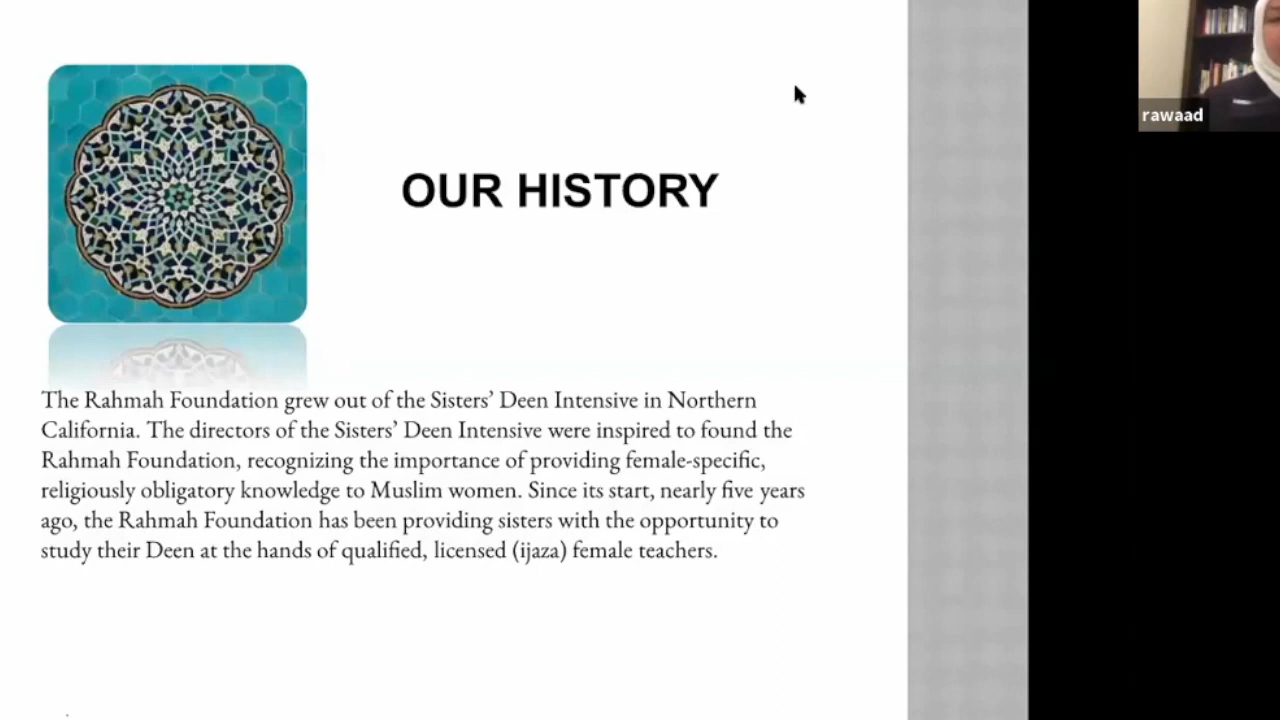 OUR HISTORY
The Rahmah Foundation grew out of the Sisters’ Deen Intensive in Northern
California. The directors of the Sisters’ Deen Intensive were inspired to found the
Rahmah Foundation, recognizing the importance of providing female-specific,
religiously obligatory knowledge to Muslim women. Since its start, nearly five years
ago, the Rahmah Foundation has been providing sisters with the opportunity to
study their Deen at the hands of qualified, licensed (ijaza) female teachers.
rawaad